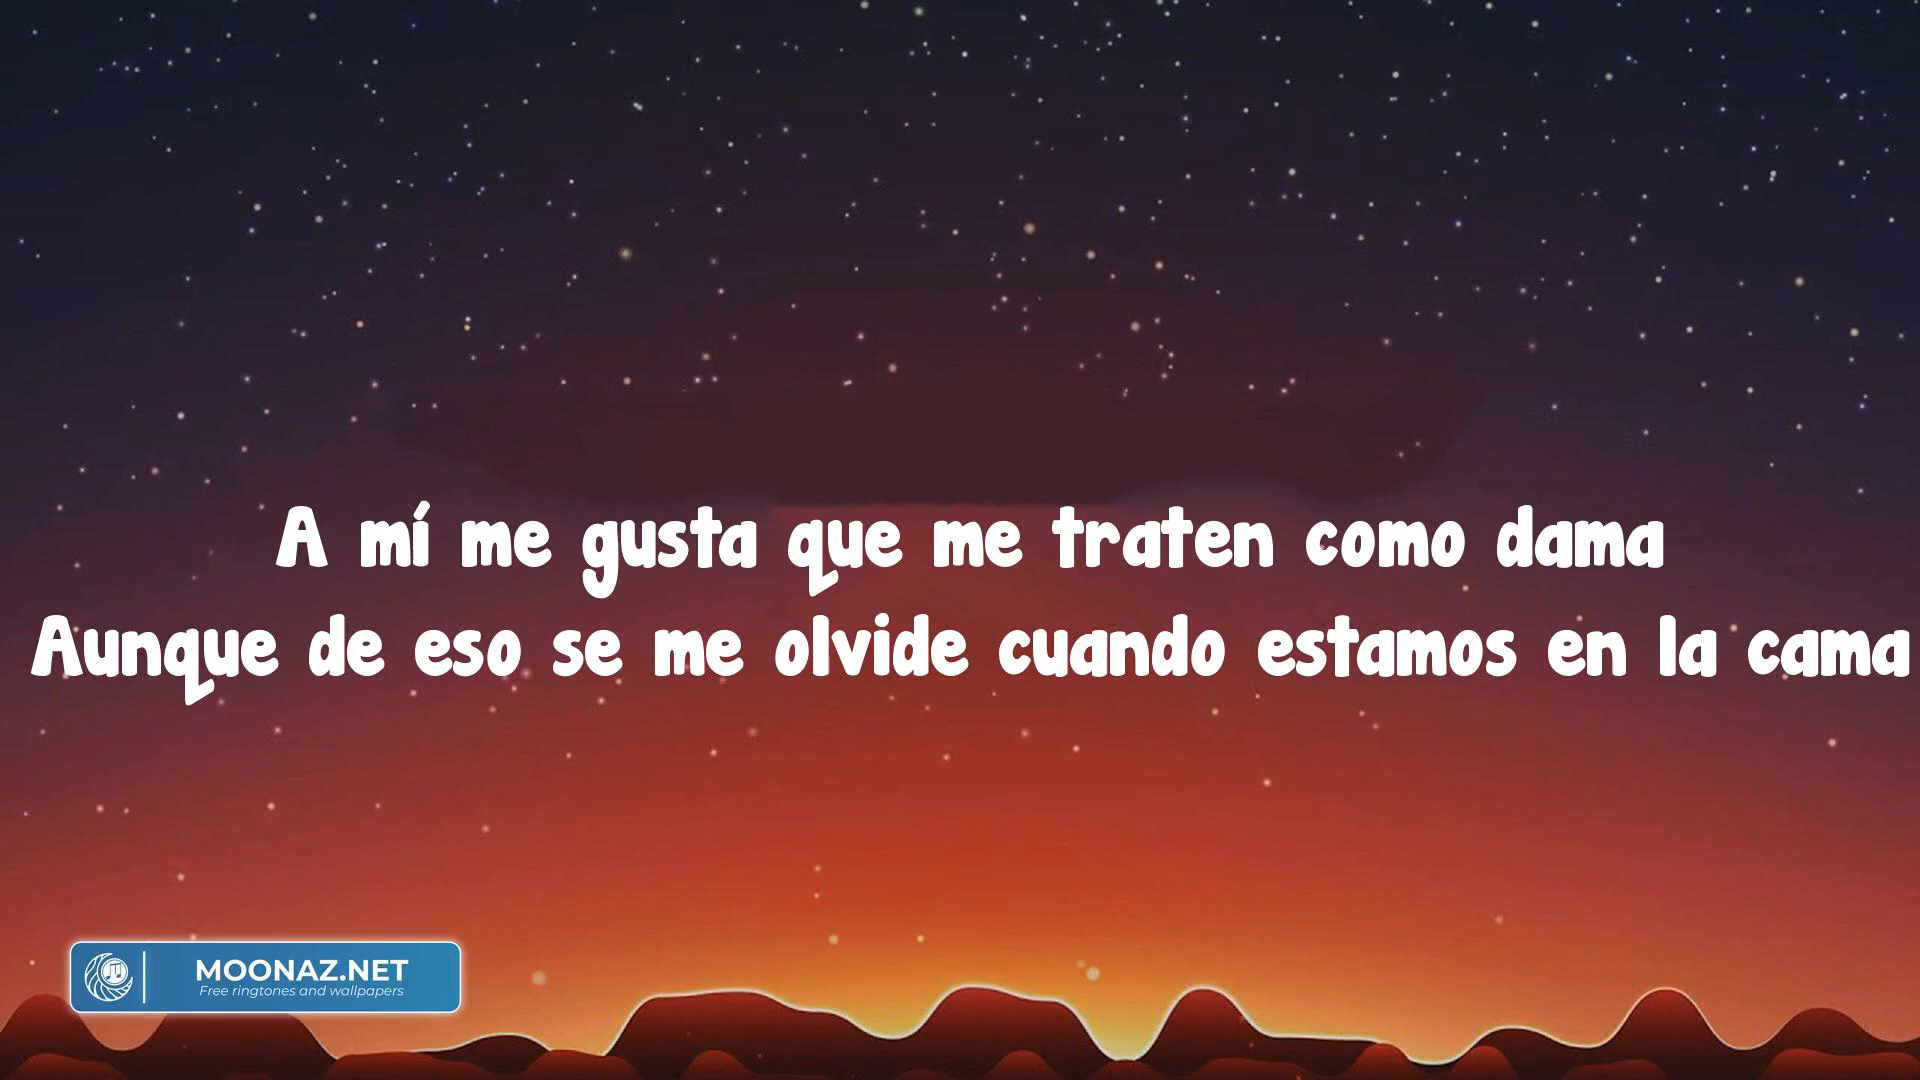 A mí me gusta que me traten como dama
Aunque de eso se me olvide cuando estamos en la cama
MOONAZ.NET
Free ringtones and wallpapers